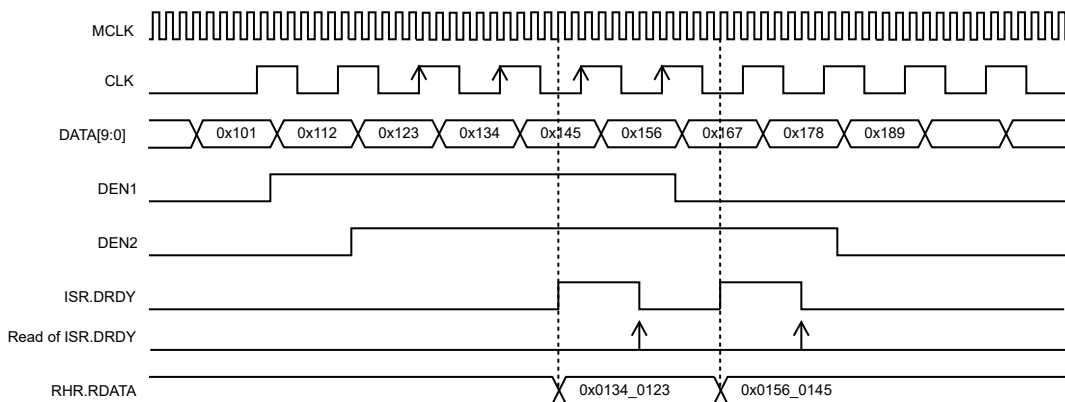 MCLK
CLK
DATA[9:0] 0x101 0x112 0x123 0x134 0x145 0x156 0x167 0x178 0x189
DEN1
DEN2
ISR.DRDY
Read of ISR.DRDY
RHR.RDATA 0x0134_0123 0x0156_0145